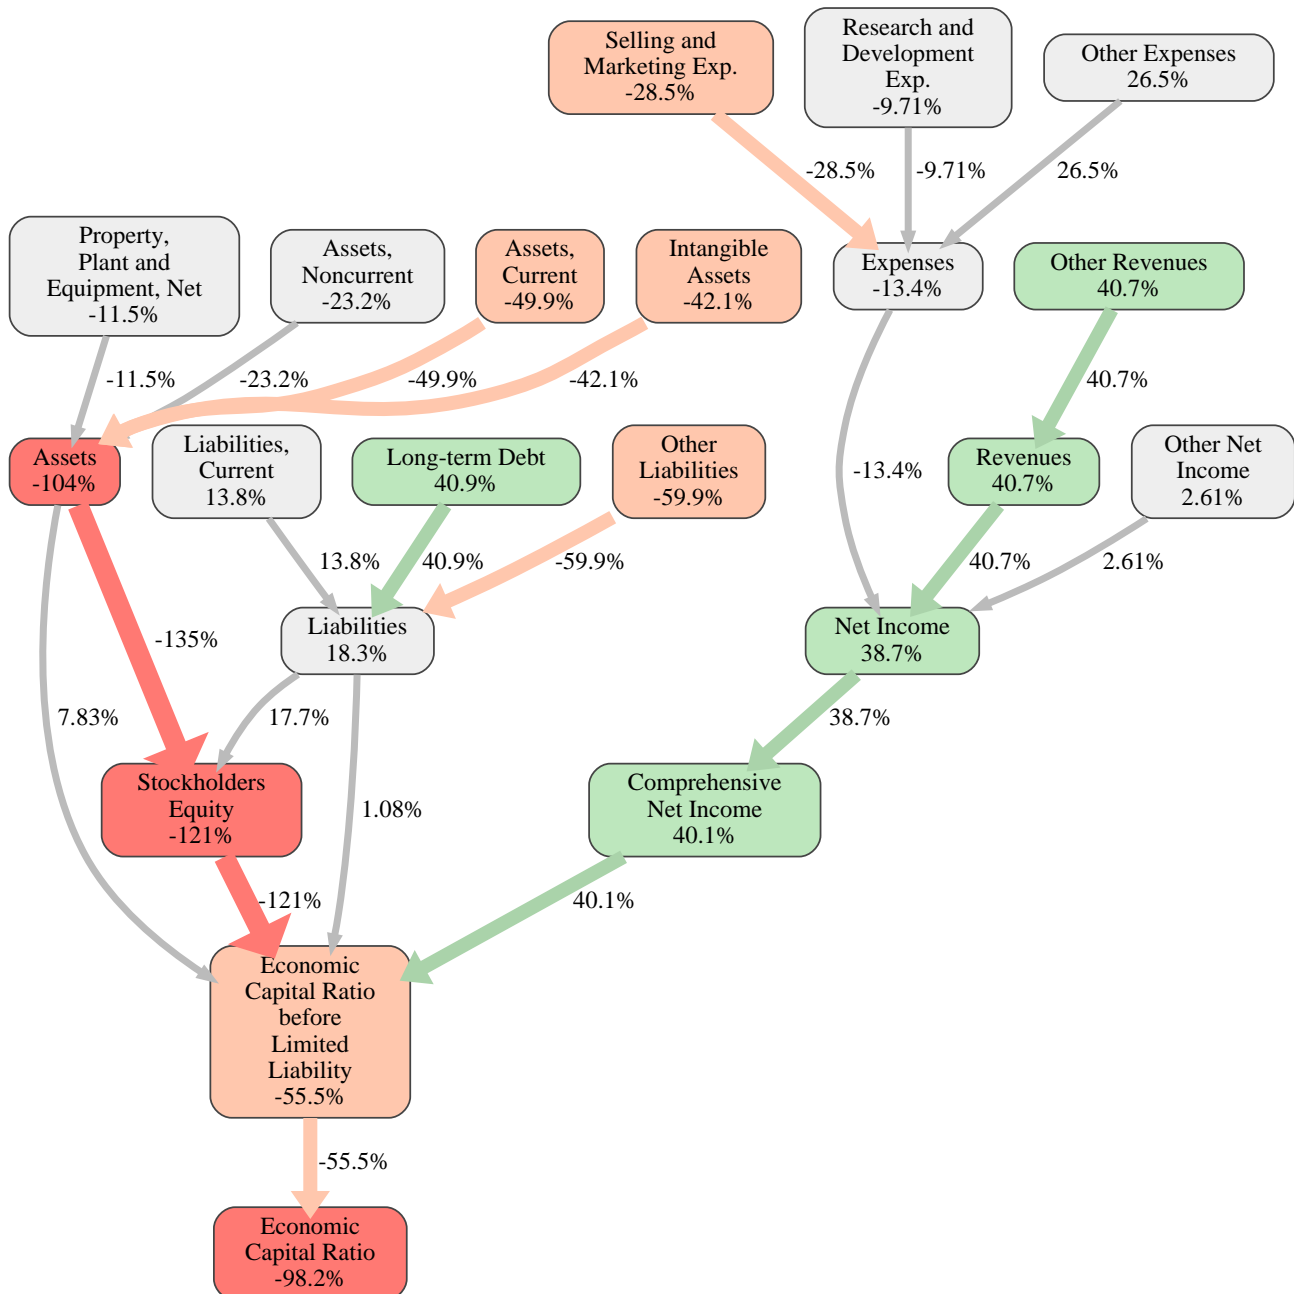 Selling and
Marketing Exp.
-28.5%
Research and
Development
Exp.
-9.71%
Other Expenses
26.5%
-28.5%
-9.71%
26.5%
Property,
Plant and
Equipment, Net
-11.5%
Assets,
Noncurrent
-23.2%
Assets,
Current
-49.9%
Intangible
Assets
-42.1%
Expenses
-13.4%
Other Revenues
40.7%
-11.5%
-23.2%
-49.9%
-42.1%
40.7%
Assets
-104%
Liabilities,
Current
13.8%
Long-term Debt
40.9%
Other
Liabilities
-59.9%
-13.4%
Revenues
40.7%
Other Net
Income
2.61%
13.8%
40.9%
-59.9%
40.7%
2.61%
-135%
Liabilities
18.3%
Net Income
38.7%
7.83%
17.7%
38.7%
Stockholders
Equity
-121%
1.08%
Comprehensive
Net Income
40.1%
-121%
40.1%
Economic
Capital Ratio
before
Limited
Liability
-55.5%
-55.5%
Economic
Capital Ratio
-98.2%